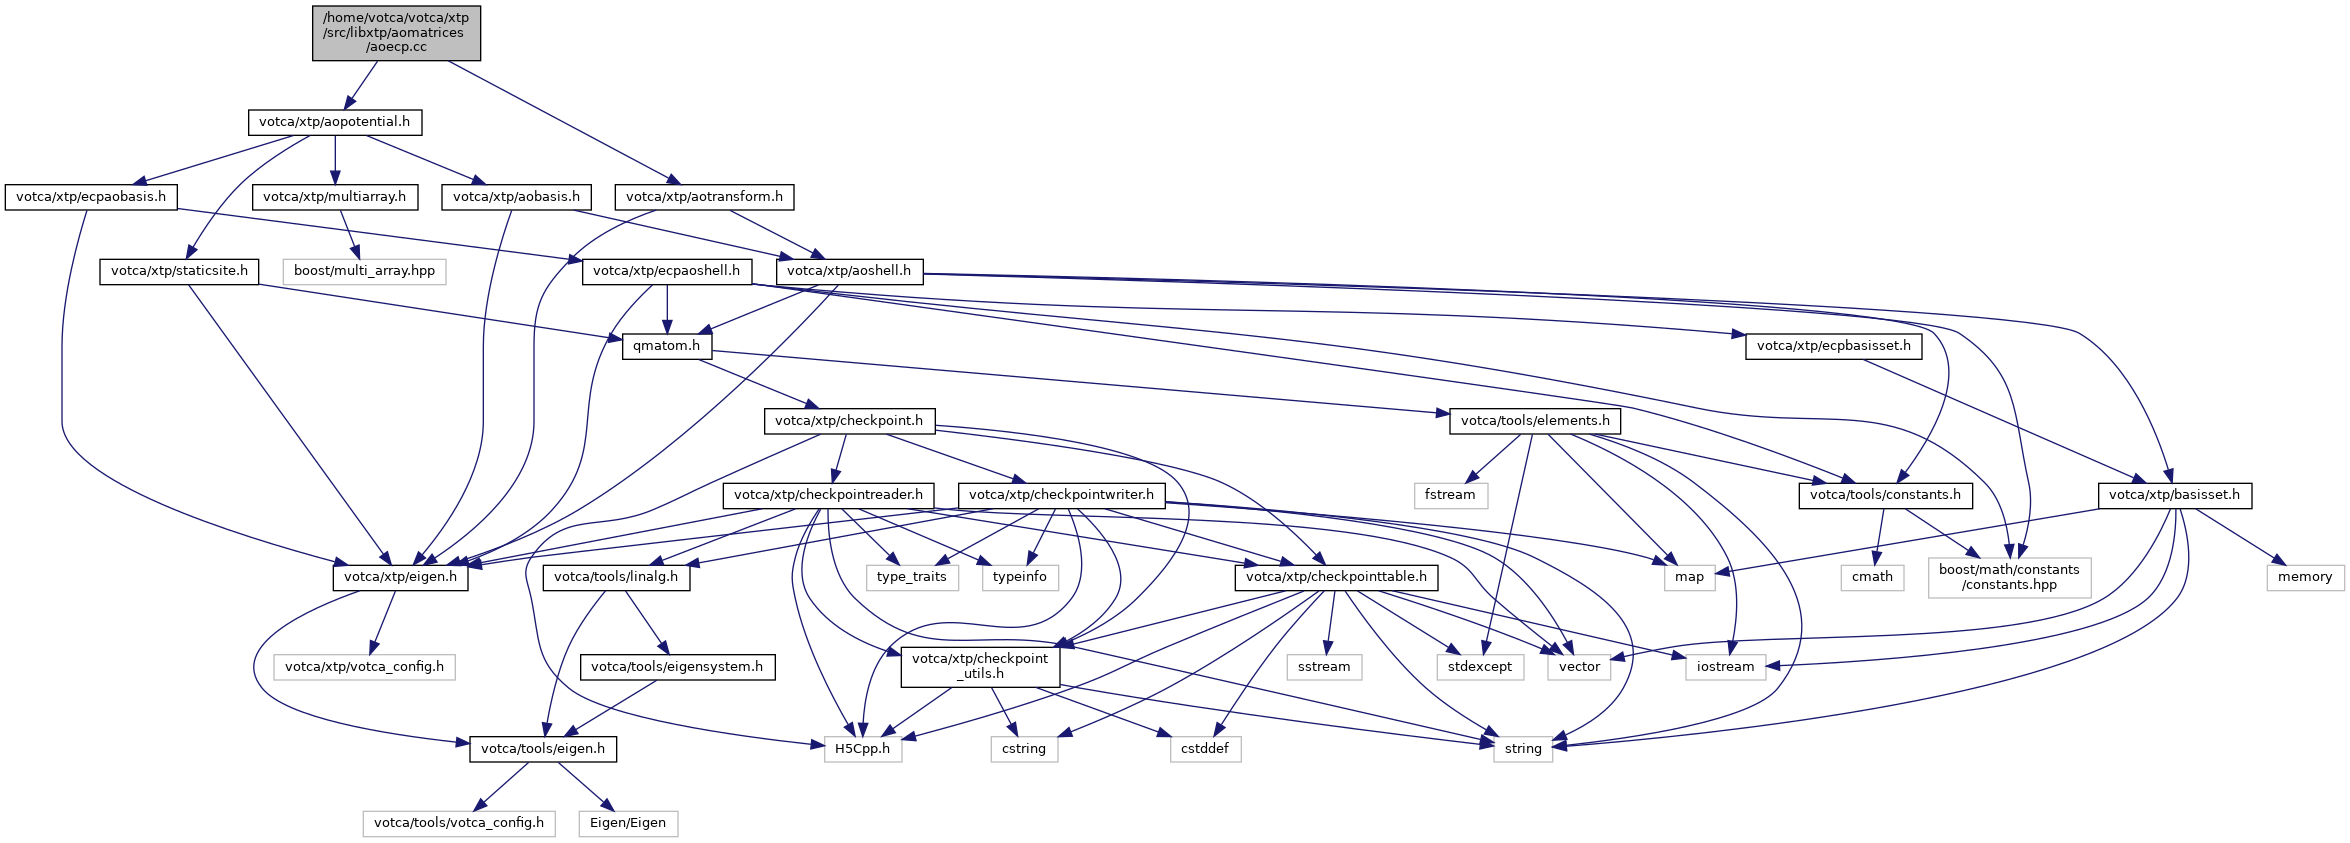 /home/votca/votca/xtp
/src/libxtp/aomatrices
/aoecp.cc
votca/xtp/aopotential.h
votca/xtp/ecpaobasis.h
votca/xtp/multiarray.h
votca/xtp/aobasis.h
votca/xtp/aotransform.h
votca/xtp/staticsite.h
boost/multi_array.hpp
votca/xtp/ecpaoshell.h
votca/xtp/aoshell.h
qmatom.h
votca/xtp/ecpbasisset.h
votca/xtp/checkpoint.h
votca/tools/elements.h
votca/xtp/checkpointreader.h
votca/xtp/checkpointwriter.h
fstream
votca/tools/constants.h
votca/xtp/basisset.h
votca/xtp/eigen.h
votca/tools/linalg.h
type_traits
typeinfo
votca/xtp/checkpointtable.h
map
cmath
boost/math/constants
/constants.hpp
memory
votca/xtp/votca_config.h
votca/tools/eigensystem.h
votca/xtp/checkpoint
_utils.h
sstream
stdexcept
vector
iostream
votca/tools/eigen.h
H5Cpp.h
cstring
cstddef
string
votca/tools/votca_config.h
Eigen/Eigen